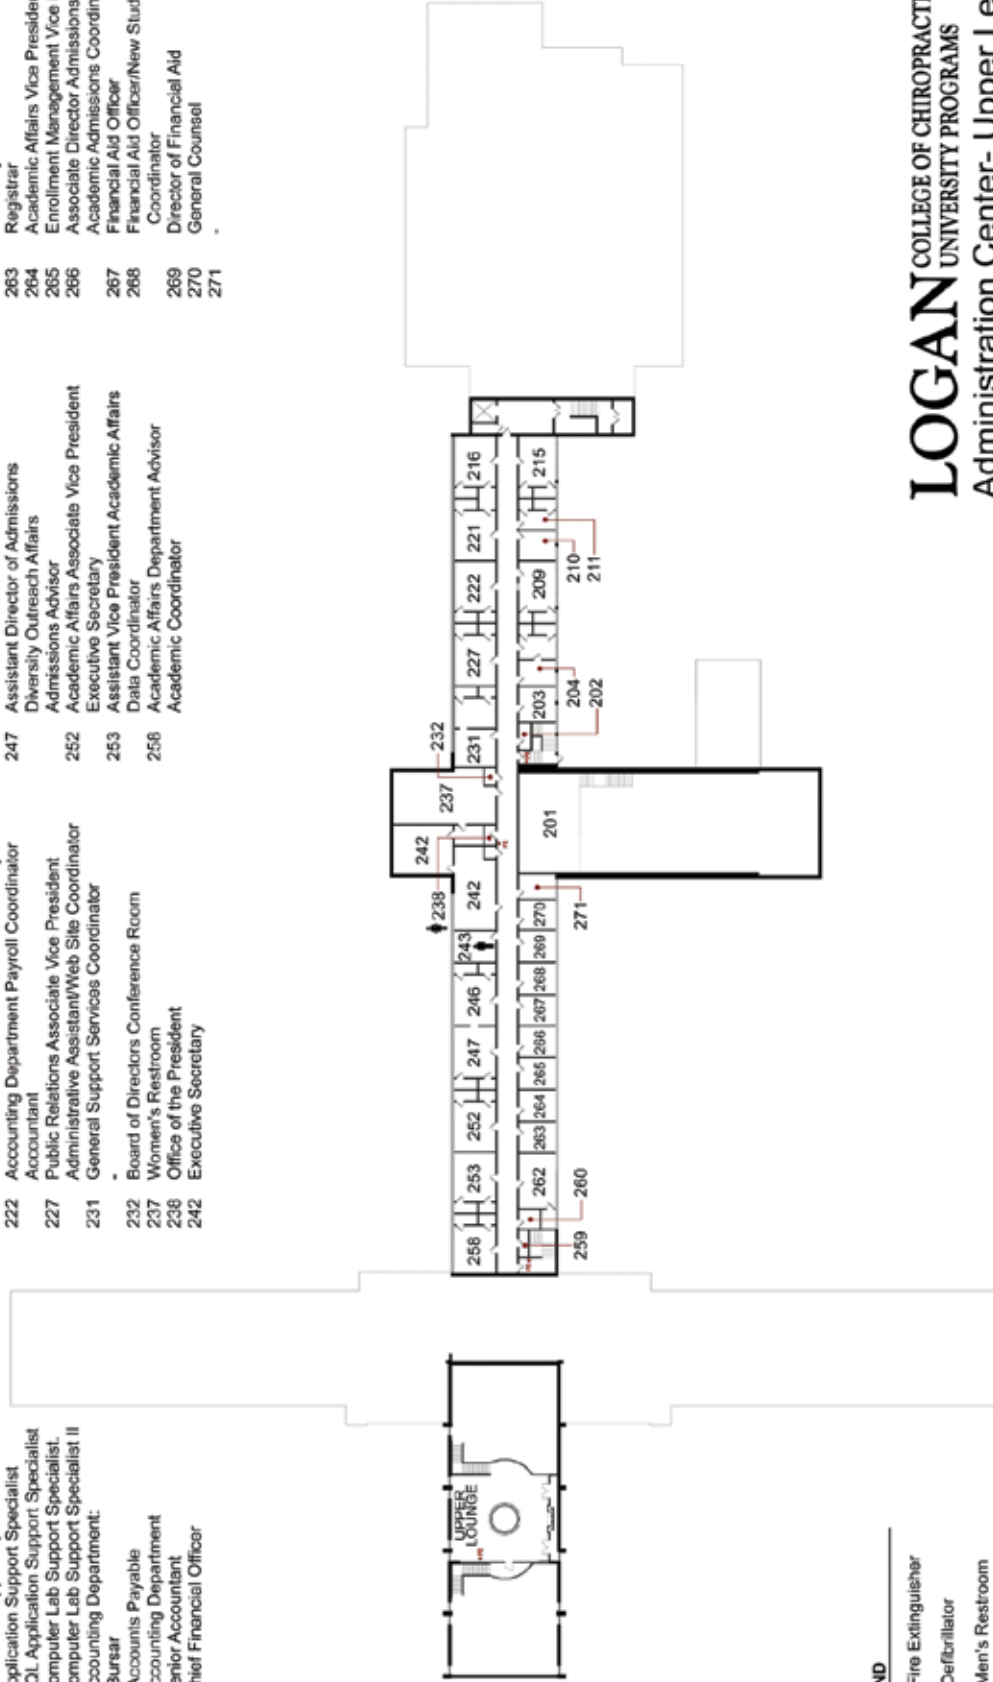 pplication Support Specialist
QL Application Support Specialist
omputer Lab Support Specialist.
omputer Lab Support Specialist II
ccounting Department:
Bursar
Accounts Payable
ccounting Department
enior Accountant
hief Financial Officer
222 Accounting Department Payroll Coordinator
Accountant
227 Public Relations Associate Vice President
Administrative Assistant/Web Site Coordinator
231 General Support Services Coordinator
-
232 Board of Directors Conference Room
237 Women's Restroom
238 Office of the President
242 Executive Secretary
247 Assistant Director of Admissions
Diversity Outreach Affairs
Admissions Advisor
252 Academic Affairs Associate Vice President
Executive Secretary
253 Assistant Vice President Academic Affairs
Data Coordinator
258 Academic Affairs Department Advisor
Academic Coordinator
263 Registrar
264 Academic Affairs Vice Presiden
265 Enrollment Management Vice
266 Associate Director Admissions
Academic Admissions Coordin
267 Financial Aid Officer
268 Financial Aid Officer/New Stud
Coordinator
269 Director of Financial Aid
270 General Counsel
271 -
238 232
243 242 237
258 253 252 247 246 242 231 227 222 221 216
UPPER
LOUNGE
262 263 264 265 266 267 268 269 270 201 203 209 215
259 260 271 204 202 210 211
ND
Fire Extinguisher
Defibrillator
Men's Restroom
LOGAN COLLEGE OF CHIROPRACTI
UNIVERSITY PROGRAMS
Administration Center- Upper Le